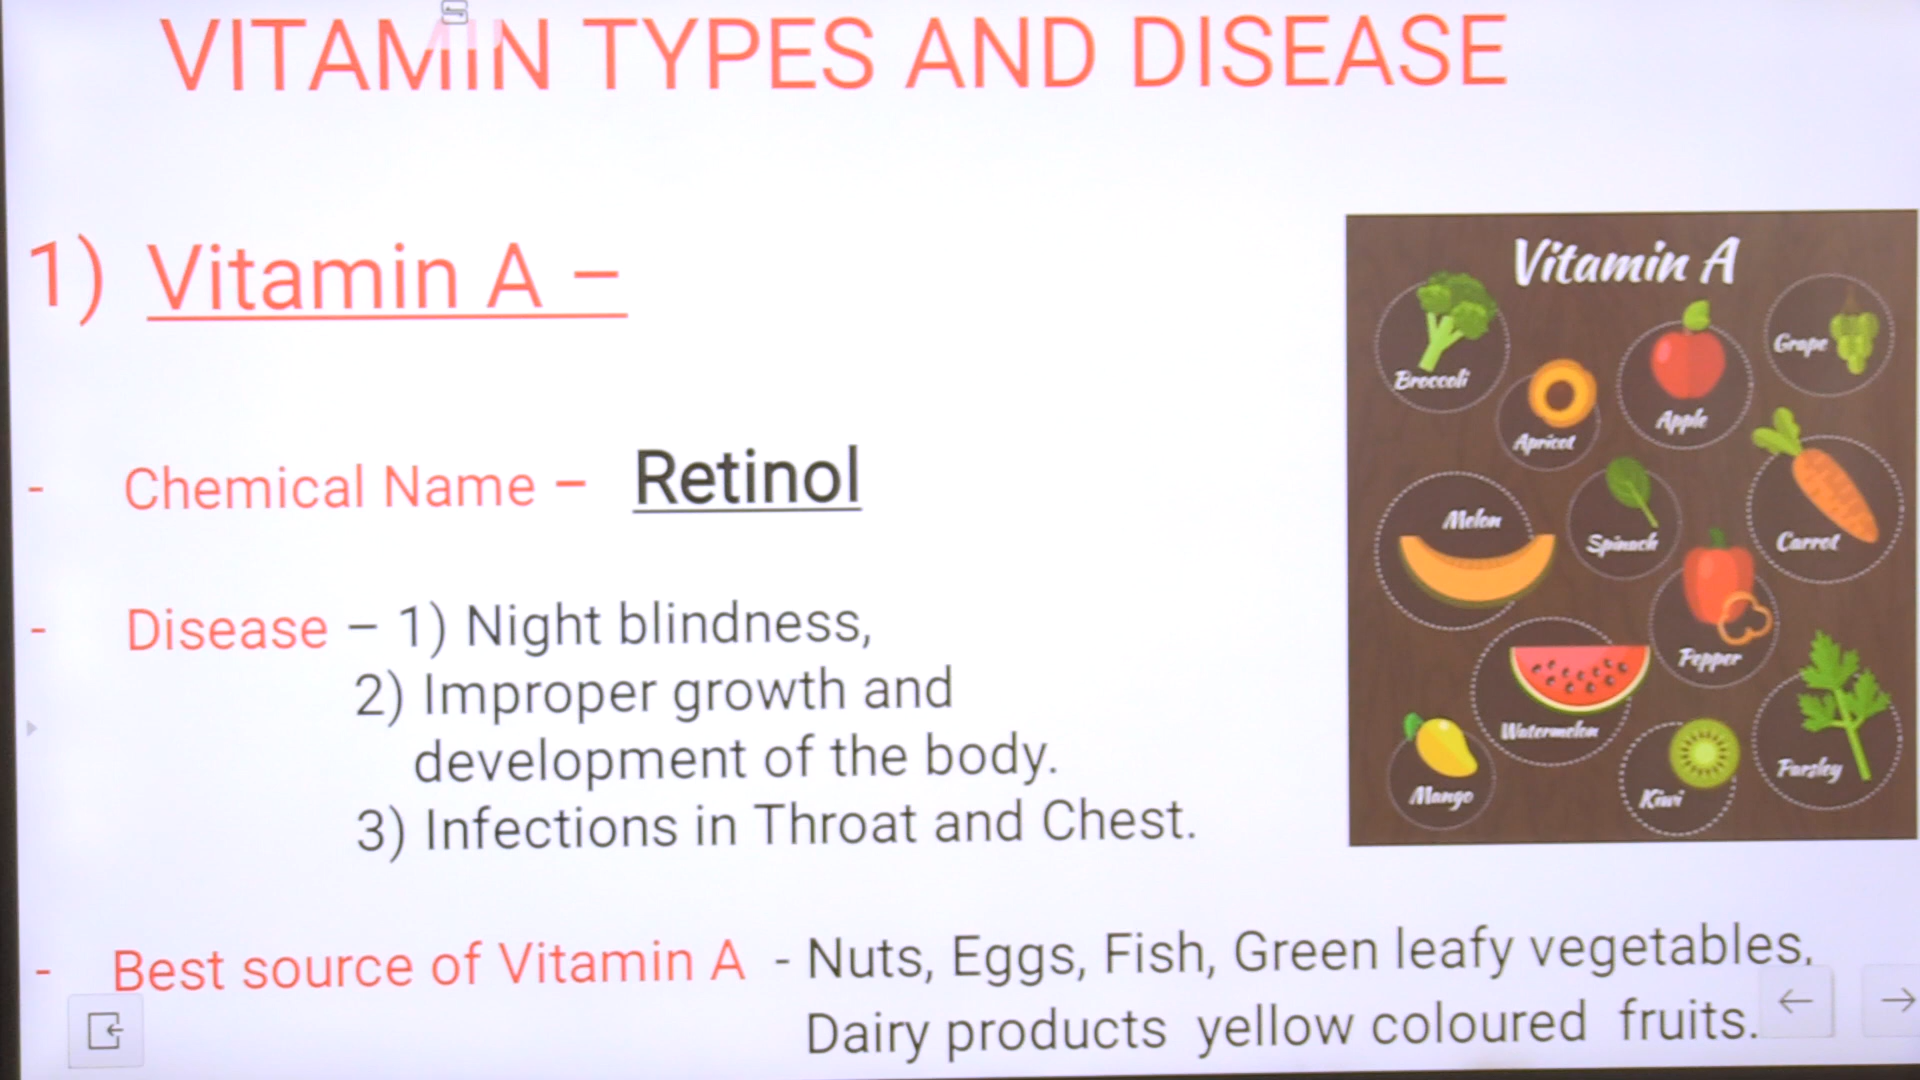 VITAMIN TYPES AND DISEASE
1) Vitamin A –
- Chemical Name – Retinol
- Disease – 1) Night blindness,
2) Improper growth and
development of the body.
3) Infections in Throat and Chest.
- Best source of Vitamin A - Nuts, Eggs, Fish, Green leafy vegetables,
Dairy products yellow coloured fruits.
Vitamin A
Broccoli
Apricot
Apple
Grape
Melon
Spinach
Carrot
Pepper
Watermelon
Mango
Kiwi
Parsley